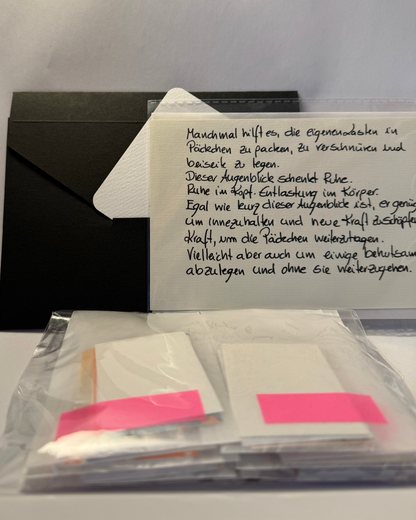 Manchmal hilft es, die eigenen Lasten in
Päckchen zu packen, zu verschnüren und
beiseite zu legen.
Dieser Augenblick schenkt Ruhe.
Ruhe im Kopf. Entlastung im Körper.
Egal wie kurz dieser Augenblick ist, er genüg
um innezuhalten und neue Kraft zu schöpfe
Kraft, um die Päckchen weiterzutragen.
Vielleicht aber auch um einige behutsam
abzulegen und ohne sie weiterzugehen.